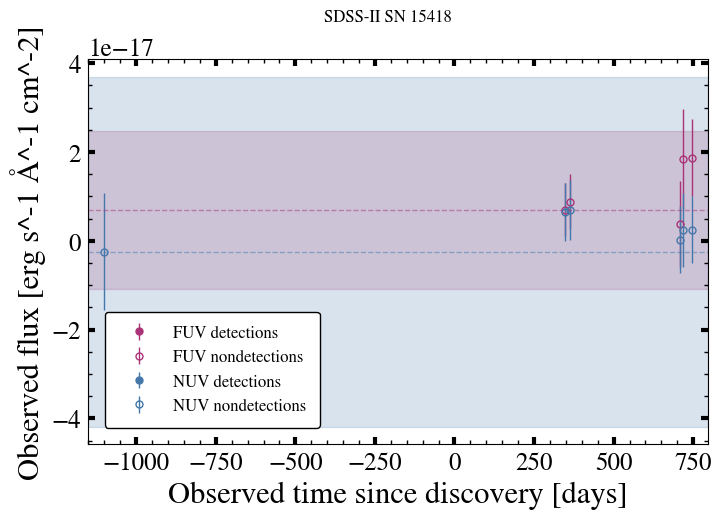 SDSS-II SN 15418
1e−17
Observed flux [erg s^-1 Å^-1 cm^-2]
4
2
0
−2
−4
FUV detections
FUV nondetections
NUV detections
NUV nondetections
−1000 −750 −500 −250 0 250 500 750
Observed time since discovery [days]